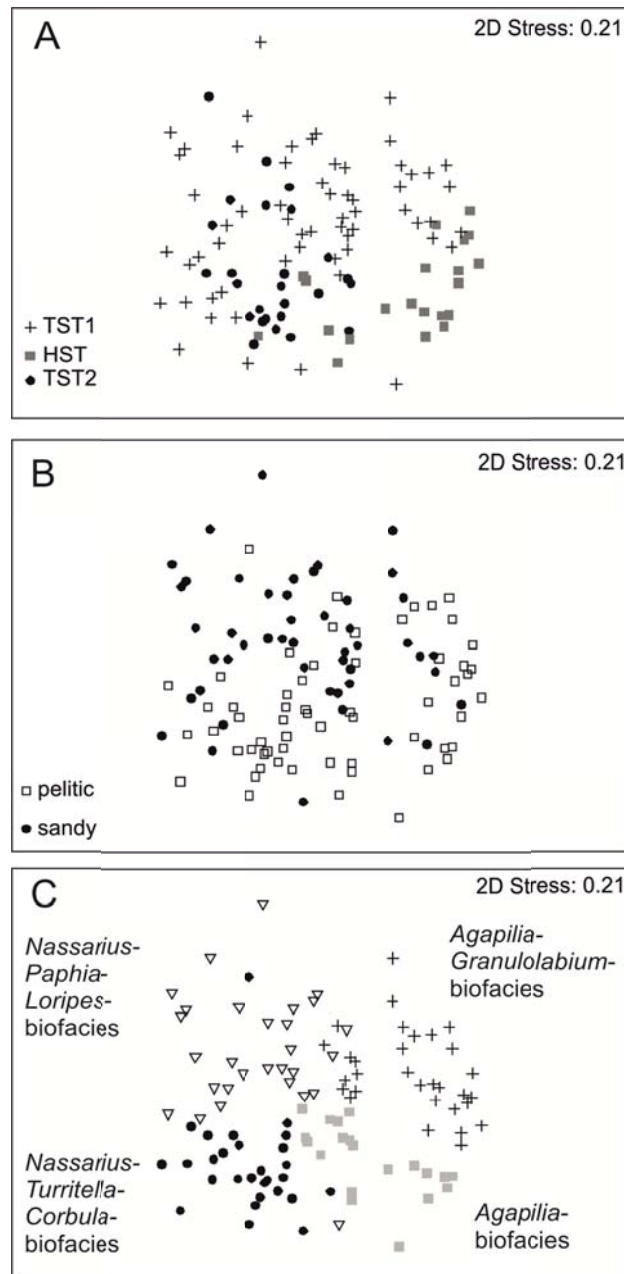 A
2D Stress: 0.21
TST1
HST
TST2
B
2D Stress: 0.21
pelitic
sandy
C
2D Stress: 0.21
Nassarius-
Paphia-
Loripes-
biofacies
Agapilia-
Granulolabium-
biofacies
Nassarius-
Turritella-
Corbula-
biofacies
Agapilia-
biofacies